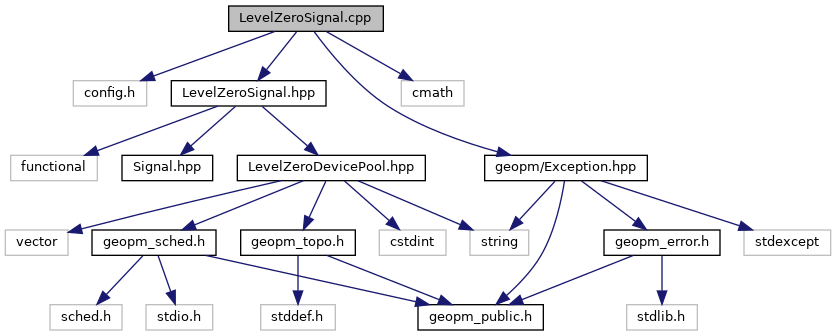 LevelZeroSignal.cpp
config.h
LevelZeroSignal.hpp
cmath
functional
Signal.hpp
LevelZeroDevicePool.hpp
geopm/Exception.hpp
vector
geopm_sched.h
geopm_topo.h
cstdint
string
geopm_error.h
stdexcept
sched.h
stdio.h
stddef.h
geopm_public.h
stdlib.h